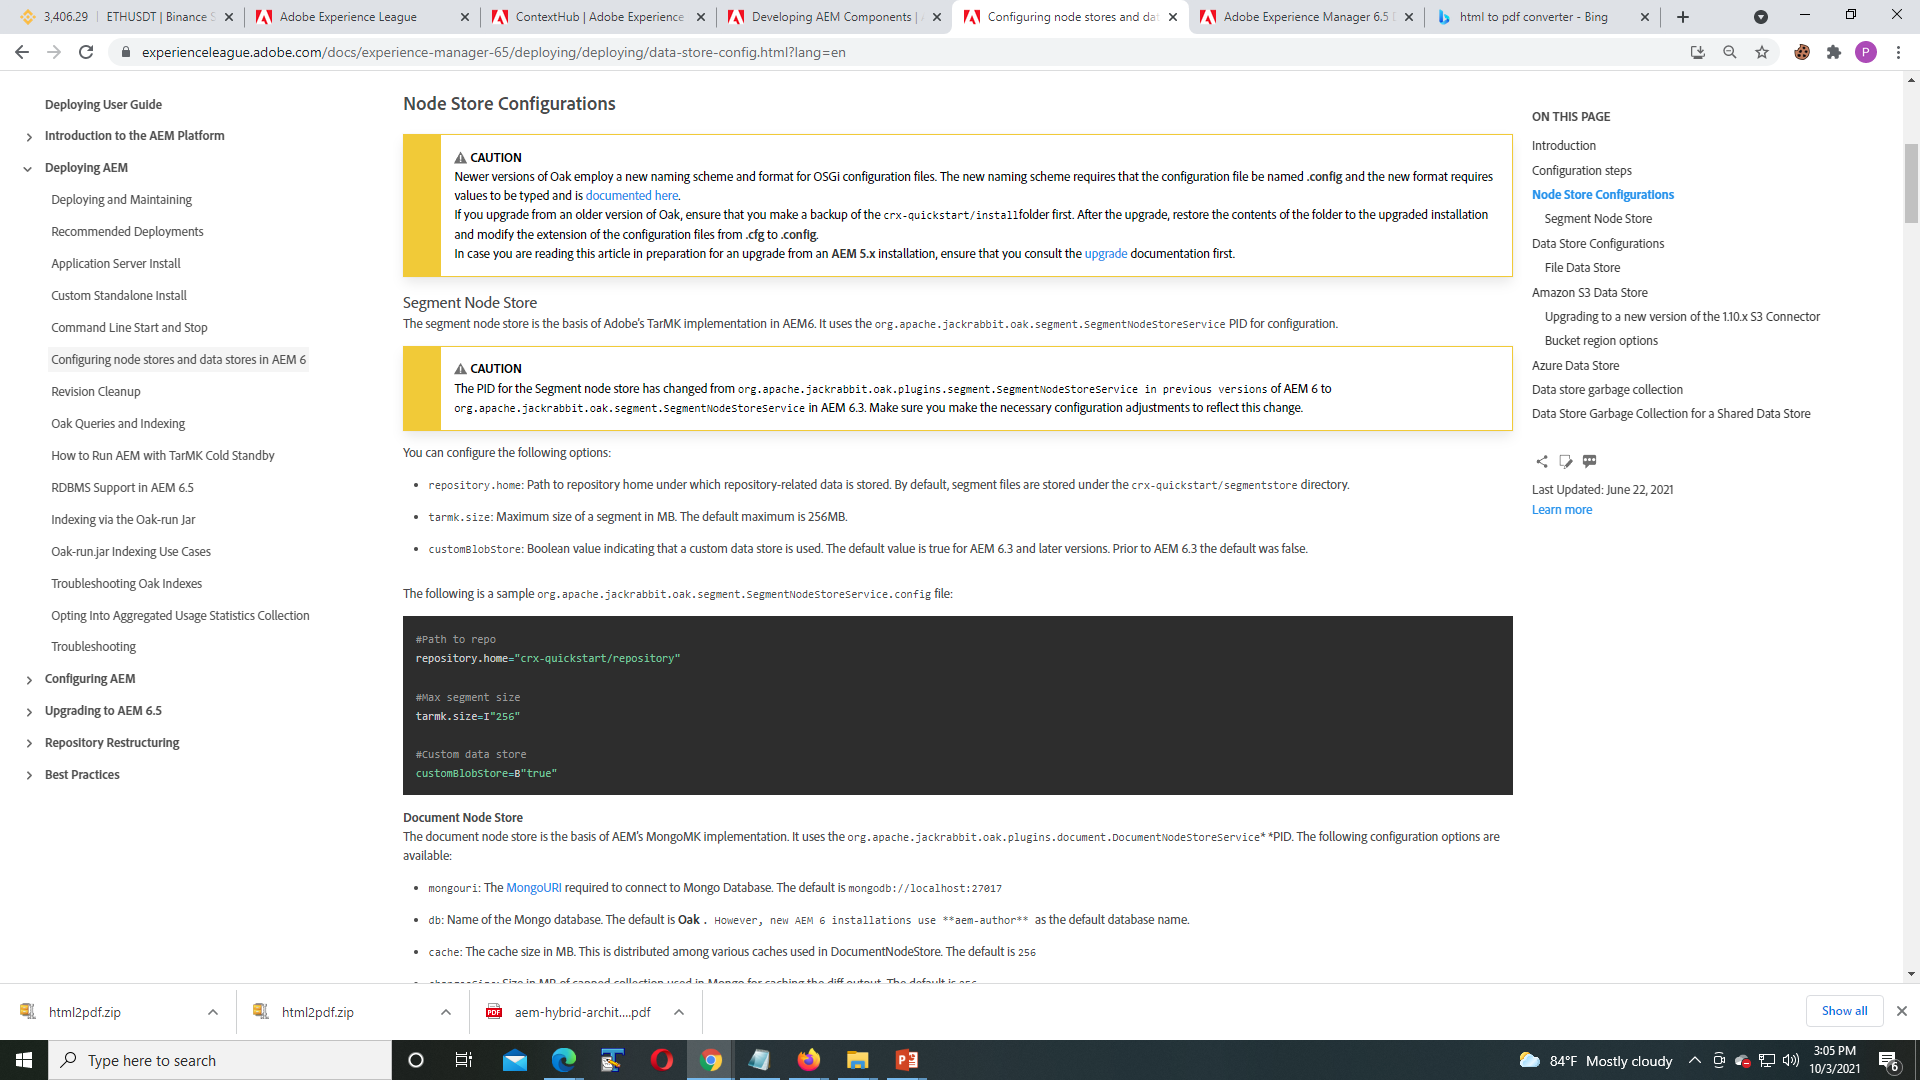 3,406.29 | ETHUSDT | Binance S
Adobe Experience League
ContextHub | Adobe Experience
Developing AEM Components |
Configuring node stores and dat
Adobe Experience Manager 6.5 D
html to pdf converter - Bing
experienceleague.adobe.com/docs/experience-manager-65/deploying/deploying/data-store-config.html?lang=en
P
Deploying User Guide
Introduction to the AEM Platform
Deploying AEM
Deploying and Maintaining
Recommended Deployments
Application Server Install
Custom Standalone Install
Command Line Start and Stop
Configuring node stores and data stores in AEM 6
Revision Cleanup
Oak Queries and Indexing
How to Run AEM with TarMK Cold Standby
RDBMS Support in AEM 6.5
Indexing via the Oak-run Jar
Oak-run.jar Indexing Use Cases
Troubleshooting Oak Indexes
Opting Into Aggregated Usage Statistics Collection
Troubleshooting
Configuring AEM
Upgrading to AEM 6.5
Repository Restructuring
Best Practices
Node Store Configurations
CAUTION
Newer versions of Oak employ a new naming scheme and format for OSGi configuration files. The new naming scheme requires that the configuration file be named .config and the new format requires
values to be typed and is documented here.
If you upgrade from an older version of Oak, ensure that you make a backup of the crx-quickstart/installfolder first. After the upgrade, restore the contents of the folder to the upgraded installation
and modify the extension of the configuration files from .cfg to .config.
In case you are reading this article in preparation for an upgrade from an AEM 5.x installation, ensure that you consult the upgrade documentation first.
Segment Node Store
The segment node store is the basis of Adobe's TarMK implementation in AEM6. It uses the org.apache.jackrabbit.oak.segment.SegmentNodeStoreService PID for configuration.
CAUTION
The PID for the Segment node store has changed from org.apache.jackrabbit.oak.plugins.segment.SegmentNodeStoreService in previous versions of AEM 6 to
org.apache.jackrabbit.oak.segment.SegmentNodeStoreService in AEM 6.3. Make sure you make the necessary configuration adjustments to reflect this change.
You can configure the following options:
• repository.home: Path to repository home under which repository-related data is stored. By default, segment files are stored under the crx-quickstart/segmentstore directory.
• tarmk.size: Maximum size of a segment in MB. The default maximum is 256MB.
• customBlobStore: Boolean value indicating that a custom data store is used. The default value is true for AEM 6.3 and later versions. Prior to AEM 6.3 the default was false.
The following is a sample org.apache.jackrabbit.oak.segment.SegmentNodeStoreService.config file:
#Path to repo
repository.home="crx-quickstart/repository"
#Max segment size
tarmk.size=I"256"
#Custom data store
customBlobStore=B"true"
Document Node Store
The document node store is the basis of AEM's MongoMK implementation. It uses the org.apache.jackrabbit.oak.plugins.document.DocumentNodeStoreService* *PID. The following configuration options are
available:
• mongouri: The MongoURI required to connect to Mongo Database. The default is mongodb://localhost:27017
• db: Name of the Mongo database. The default is Oak . However, new AEM 6 installations use **aem-author** as the default database name.
• cache: The cache size in MB. This is distributed among various caches used in DocumentNodeStore. The default is 256
• changesSize: Size in MB of capped collection used in Mongo for caching the diff output. The default is 256
ON THIS PAGE
Introduction
Configuration steps
Node Store Configurations
Segment Node Store
Data Store Configurations
File Data Store
Amazon S3 Data Store
Upgrading to a new version of the 1.10.x S3 Connector
Bucket region options
Azure Data Store
Data store garbage collection
Data Store Garbage Collection for a Shared Data Store
Last Updated: June 22, 2021
Learn more
html2pdf.zip
html2pdf.zip
PDF
aem-hybrid-archit....pdf
Show all
Type here to search
84°F Mostly cloudy
3:05 PM
10/3/2021
6